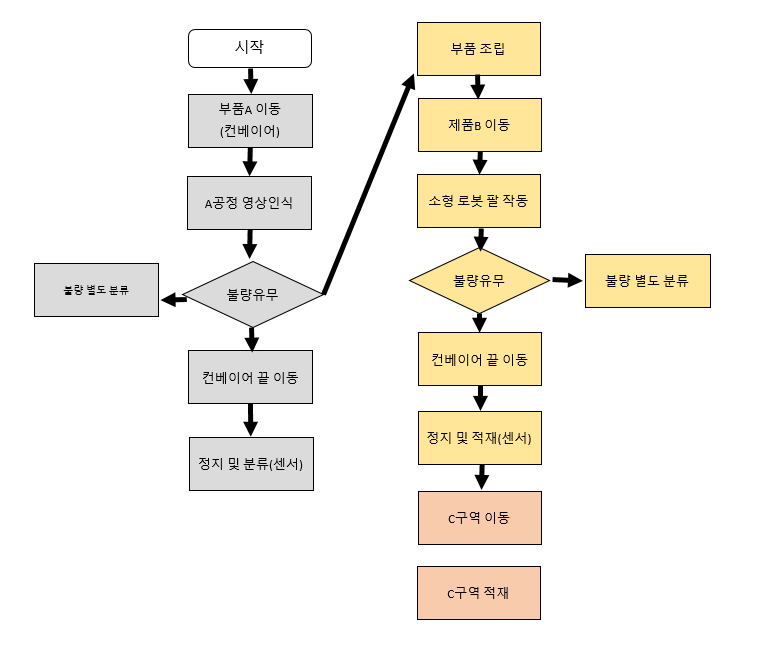 시작
부품A 이동
(컨베이어)
A공정 영상인식
불량유무
불량 별도 분류
컨베이어 끝 이동
정지 및 분류(센서)
부품 조립
제품B 이동
소형 로봇 팔 작동
불량유무
불량 별도 분류
컨베이어 끝 이동
정지 및 적재(센서)
C구역 이동
C구역 적재